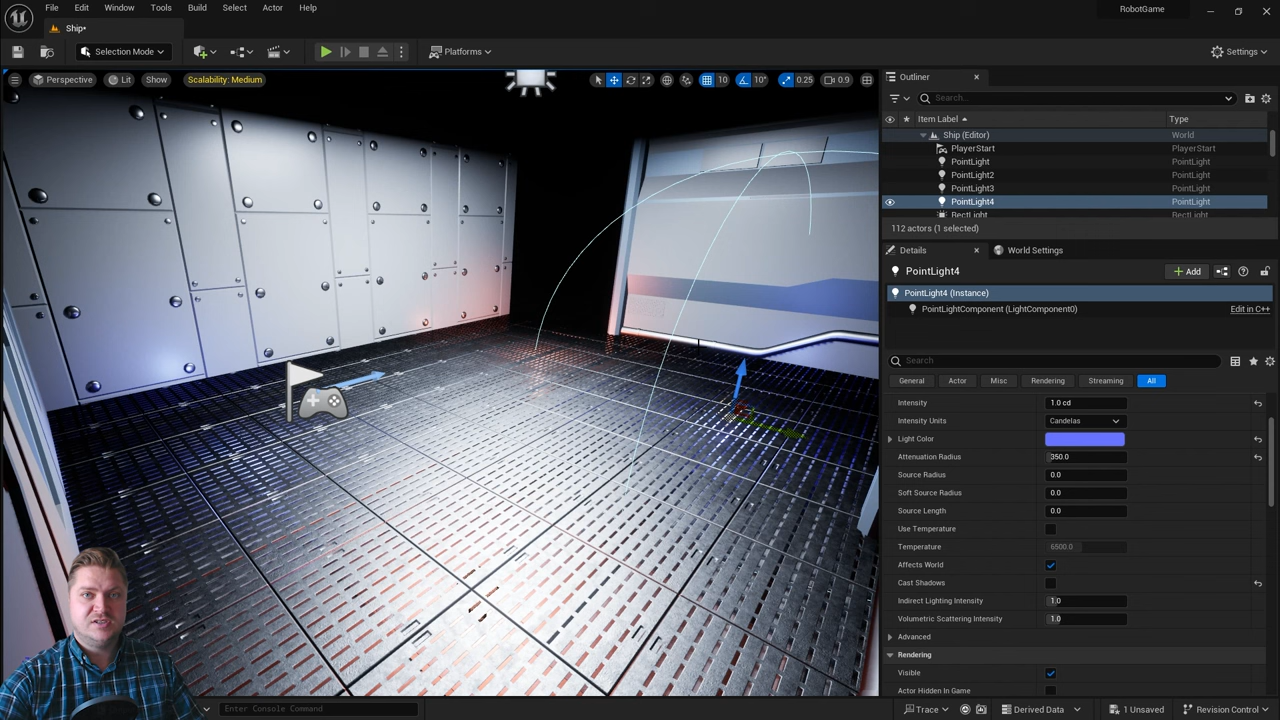 File Edit Window Tools Build Select Actor Help
RobotGame
Ship•
Selection Mode
Platforms
Settings
Perspective Lit Show Scalability: Medium
10 10° 0.25 0.9
Outliner
Search...
Item Label Type
Ship (Editor) World
PlayerStart PlayerStart
PointLight PointLight
PointLight2 PointLight
PointLight3 PointLight
PointLight4 PointLight
RectLight RectLight
112 actors (1 selected)
Details World Settings
PointLight4
Add
PointLight4 (Instance)
PointLightComponent (LightComponent0) Edit in C++
Search
General Actor Misc Rendering Streaming All
Intensity 1.0 cd
Intensity Units Candelas
Light Color
Attenuation Radius 350.0
Source Radius 0.0
Soft Source Radius 0.0
Source Length 0.0
Use Temperature
Temperature 6500.0
Affects World
Cast Shadows
Indirect Lighting Intensity 1.0
Volumetric Scattering Intensity 1.0
Advanced
Rendering
Visible
Actor Hidden In Game
Enter Console Command
Trace Derived Data 1 Unsaved Revision Control